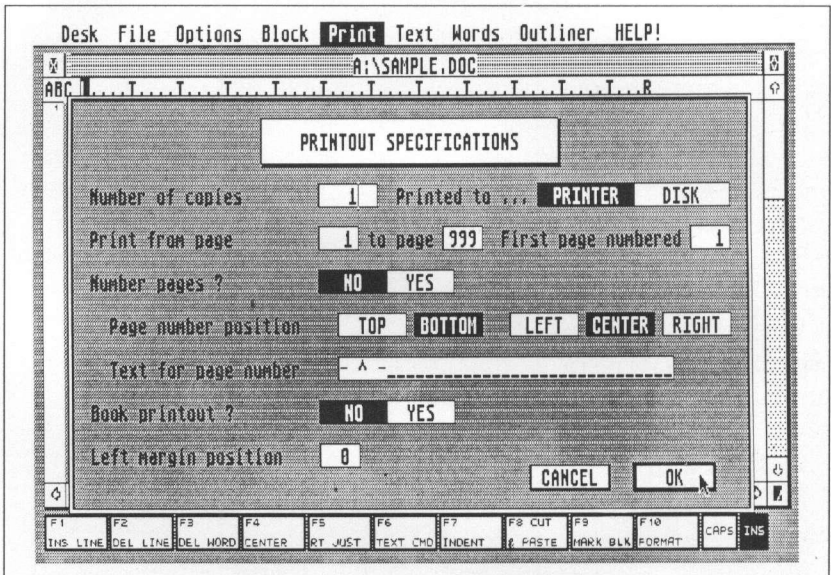 Desk File Options Block Print Text Words Outliner HELP!
A:\SAMPLE.DOC
ABC ....T....T....T....T....T....T....T....T....T....T....T...R
PRINTOUT SPECIFICATIONS
Number of copies 1 Printed to ... PRINTER DISK
Print from page 1 to page 999 First page numbered 1
Number pages ? NO YES
Page number position TOP BOTTOM LEFT CENTER RIGHT
Text for page number - ^ -______________________________
Book printout ? NO YES
Left margin position 0
CANCEL OK
F1 F2 F3 F4 F5 F6 F7 F8 CUT F9 F10
INS LINE DEL LINE DEL WORD CENTER RT JUST TEXT CMD INDENT & PASTE MARK BLK FORMAT CAPS INS